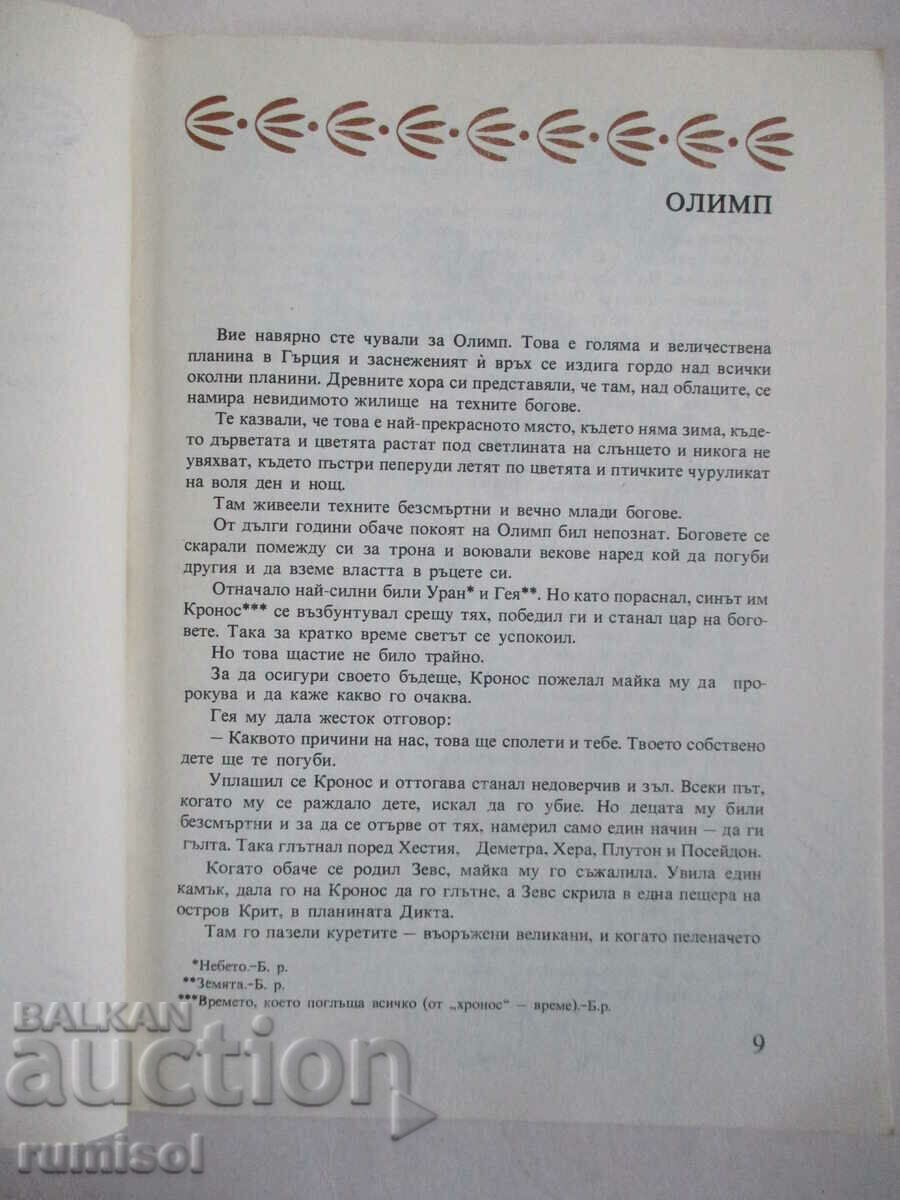 ОЛИМП
Вие навярно сте чували за Олимп. Това е голяма и величествена
планина в Гърция и заснеженият ѝ връх се издига гордо над всички
околни планини. Древните хора си представяли, че там, над облаците, се
намира невидимото жилище на техните богове.
Те казвали, че това е най-прекрасното място, където няма зима, къде-
то дърветата и цветята растат под светлината на слънцето и никога не
увяхват, където пъстри пеперуди летят по цветята и птичките чуруликат
на воля ден и нощ.
Там живеели техните безсмъртни и вечно млади богове.
От дълги години обаче покоят на Олимп бил непознат. Боговете се
скарали помежду си за трона и воювали векове наред кой да погуби
другия и да вземе властта в ръцете си.
Отначало най-силни били Уран* и Гея**. Но като пораснал, синът им
Кронос*** се възбунтувал срещу тях, победил ги и станал цар на бого-
вете. Така за кратко време светът се успокоил.
Но това щастие не било трайно.
За да осигури своето бъдеще, Кронос пожелал майка му да про-
рокува и да каже какво го очаква.
Гея му дала жесток отговор:
— Каквото причини на нас, това ще сполети и тебе. Твоето собствено
дете ще те погуби.
Уплашил се Кронос и оттогава станал недоверчив и зъл. Всеки път,
когато му се раждало дете, искал да го убие. Но децата му били
безсмъртни и за да се отърве от тях, намерил само един начин — да ги
гълта. Така глътнал поред Хестия, Деметра, Хера, Плутон и Посейдон.
Когато обаче се родил Зевс, майка му го съжалила. Увила един
камък, дала го на Кронос да го глътне, а Зевс скрила в една пещера на
остров Крит, в планината Дикта.
Там го пазели куретите — въоръжени великани, и когато пеленачето
*Небето.-Б. р.
**Земята.-Б. р.
***Времето, което поглъща всичко (от „хронос“ — време).-Б.р.
9
BALKAN
auction
rumisol